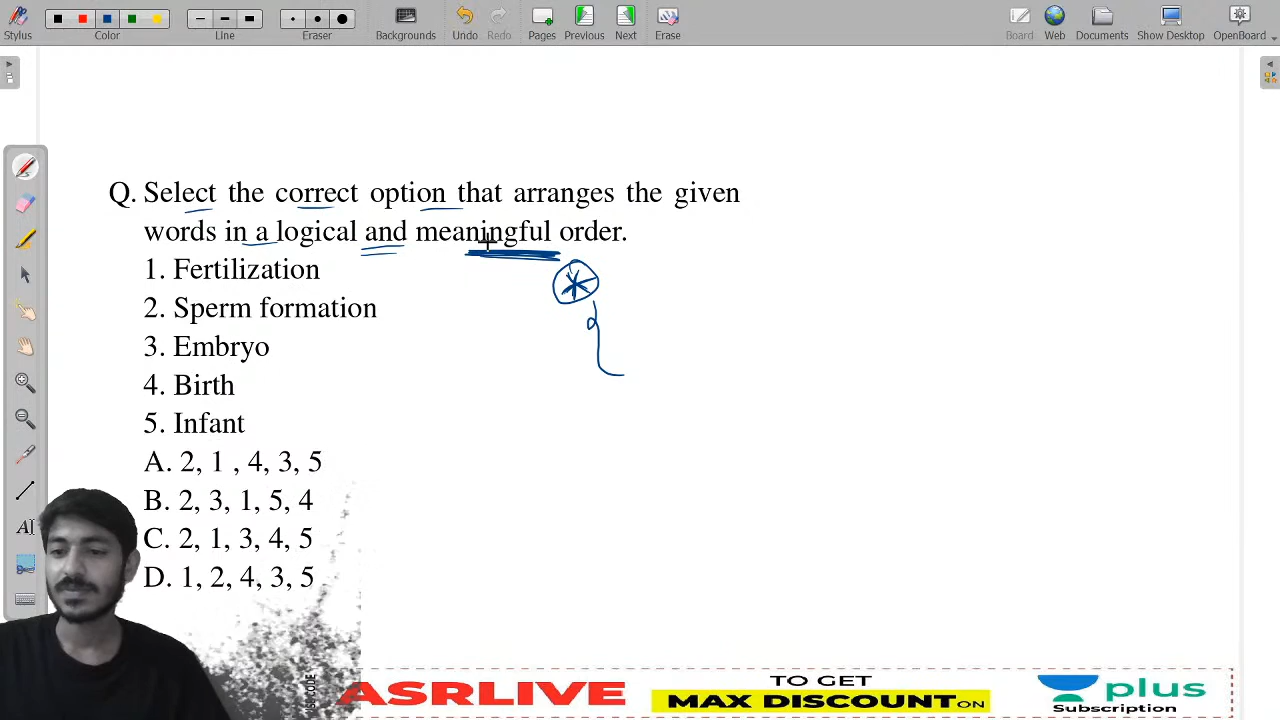 Stylus
Color
Line
Eraser
Backgrounds
Undo
Redo
Pages
Previous
Next
Erase
Board
Web
Documents
Show Desktop
OpenBoard
Q. Select the correct option that arranges the given
words in a logical and meaningful order.
1. Fertilization
2. Sperm formation
3. Embryo
4. Birth
5. Infant
A. 2, 1 , 4, 3, 5
B. 2, 3, 1, 5, 4
C. 2, 1, 3, 4, 5
D. 1, 2, 4, 3, 5
AI
ASRLIVE
TO GET
MAX DISCOUNT ON
plus
Subscription